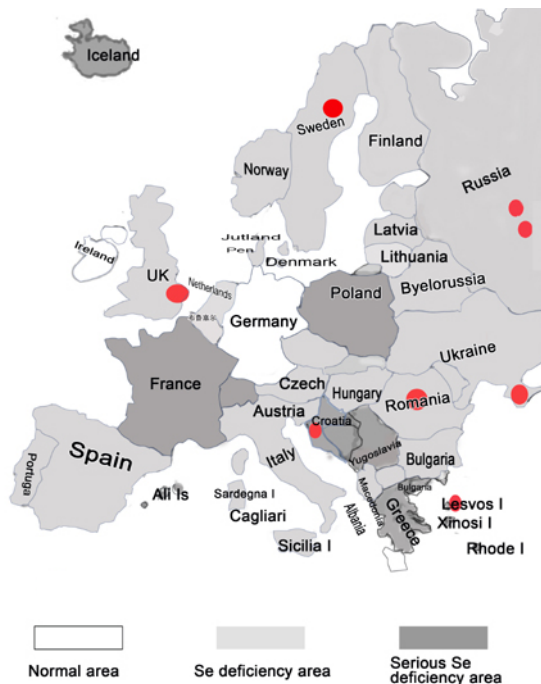 Iceland
Sweden
Finland
Norway
Russia
Latvia
Jutland
Pen
Ireland
Denmark
Lithuania
UK
Netherlands
Byelorussia
Poland
Germany
Ukraine
France
Czech
Hungary
Romania
Austria
Croatia
Spain
Portuga
Italy
Yugoslavia
Bulgaria
Macedonia
Albania
Bulgaria
Ali Is
Sardegna I
Cagliari
Greece
Lesvos I
Xinosi I
Sicilia I
Rhode I
Normal area
Se deficiency area
Serious Se
deficiency area